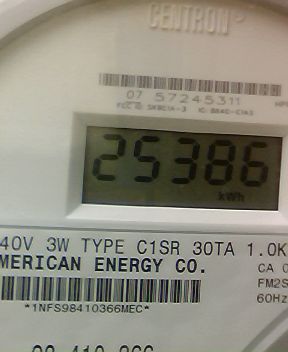 CENTRON
07 57245311
25386
kWh
40V 3W TYPE C1SR 30TA 1.0K
MERICAN ENERGY CO.
CA 0
FM2S
60Hz
*1NFS98410366MEC*